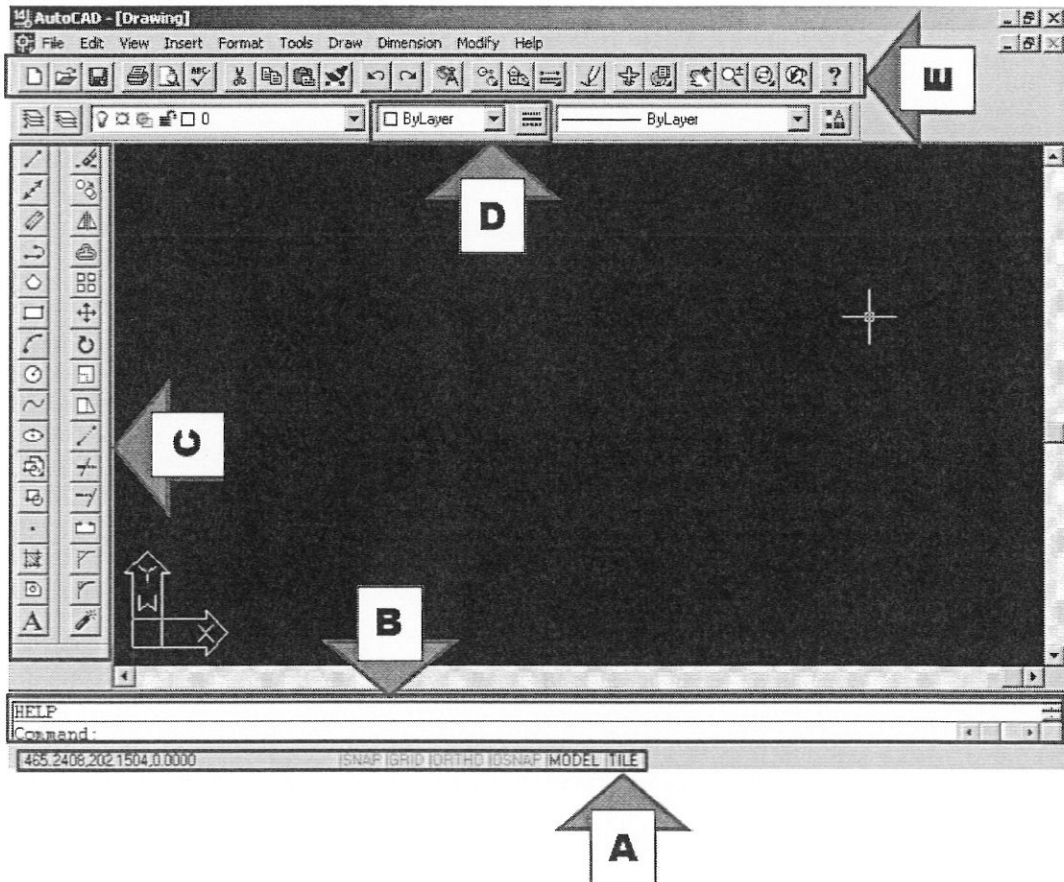 AutoCAD - [Drawing]
File Edit View Insert Format Tools Draw Dimension Modify Help
ABC ?
E
0 ByLayer ByLayer
D
C
A
Y
W
X
B
HELP
Command:
465.2408,202.1504,0.0000 SNAP GRID ORTHO OSNAP MODEL TILE
A